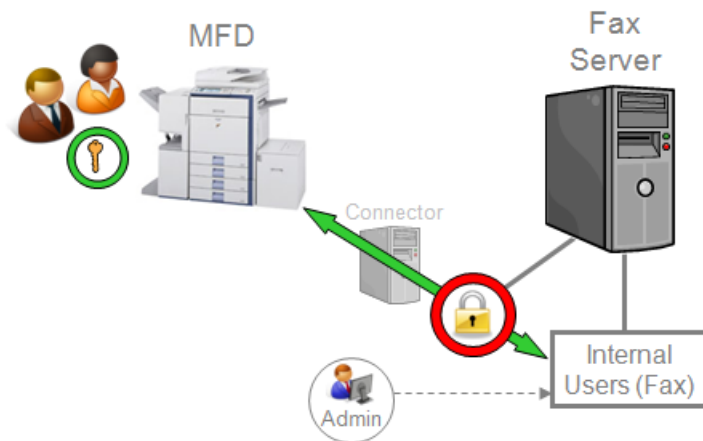 MFD
Fax
Server
Connector
Internal
Users (Fax)
Admin